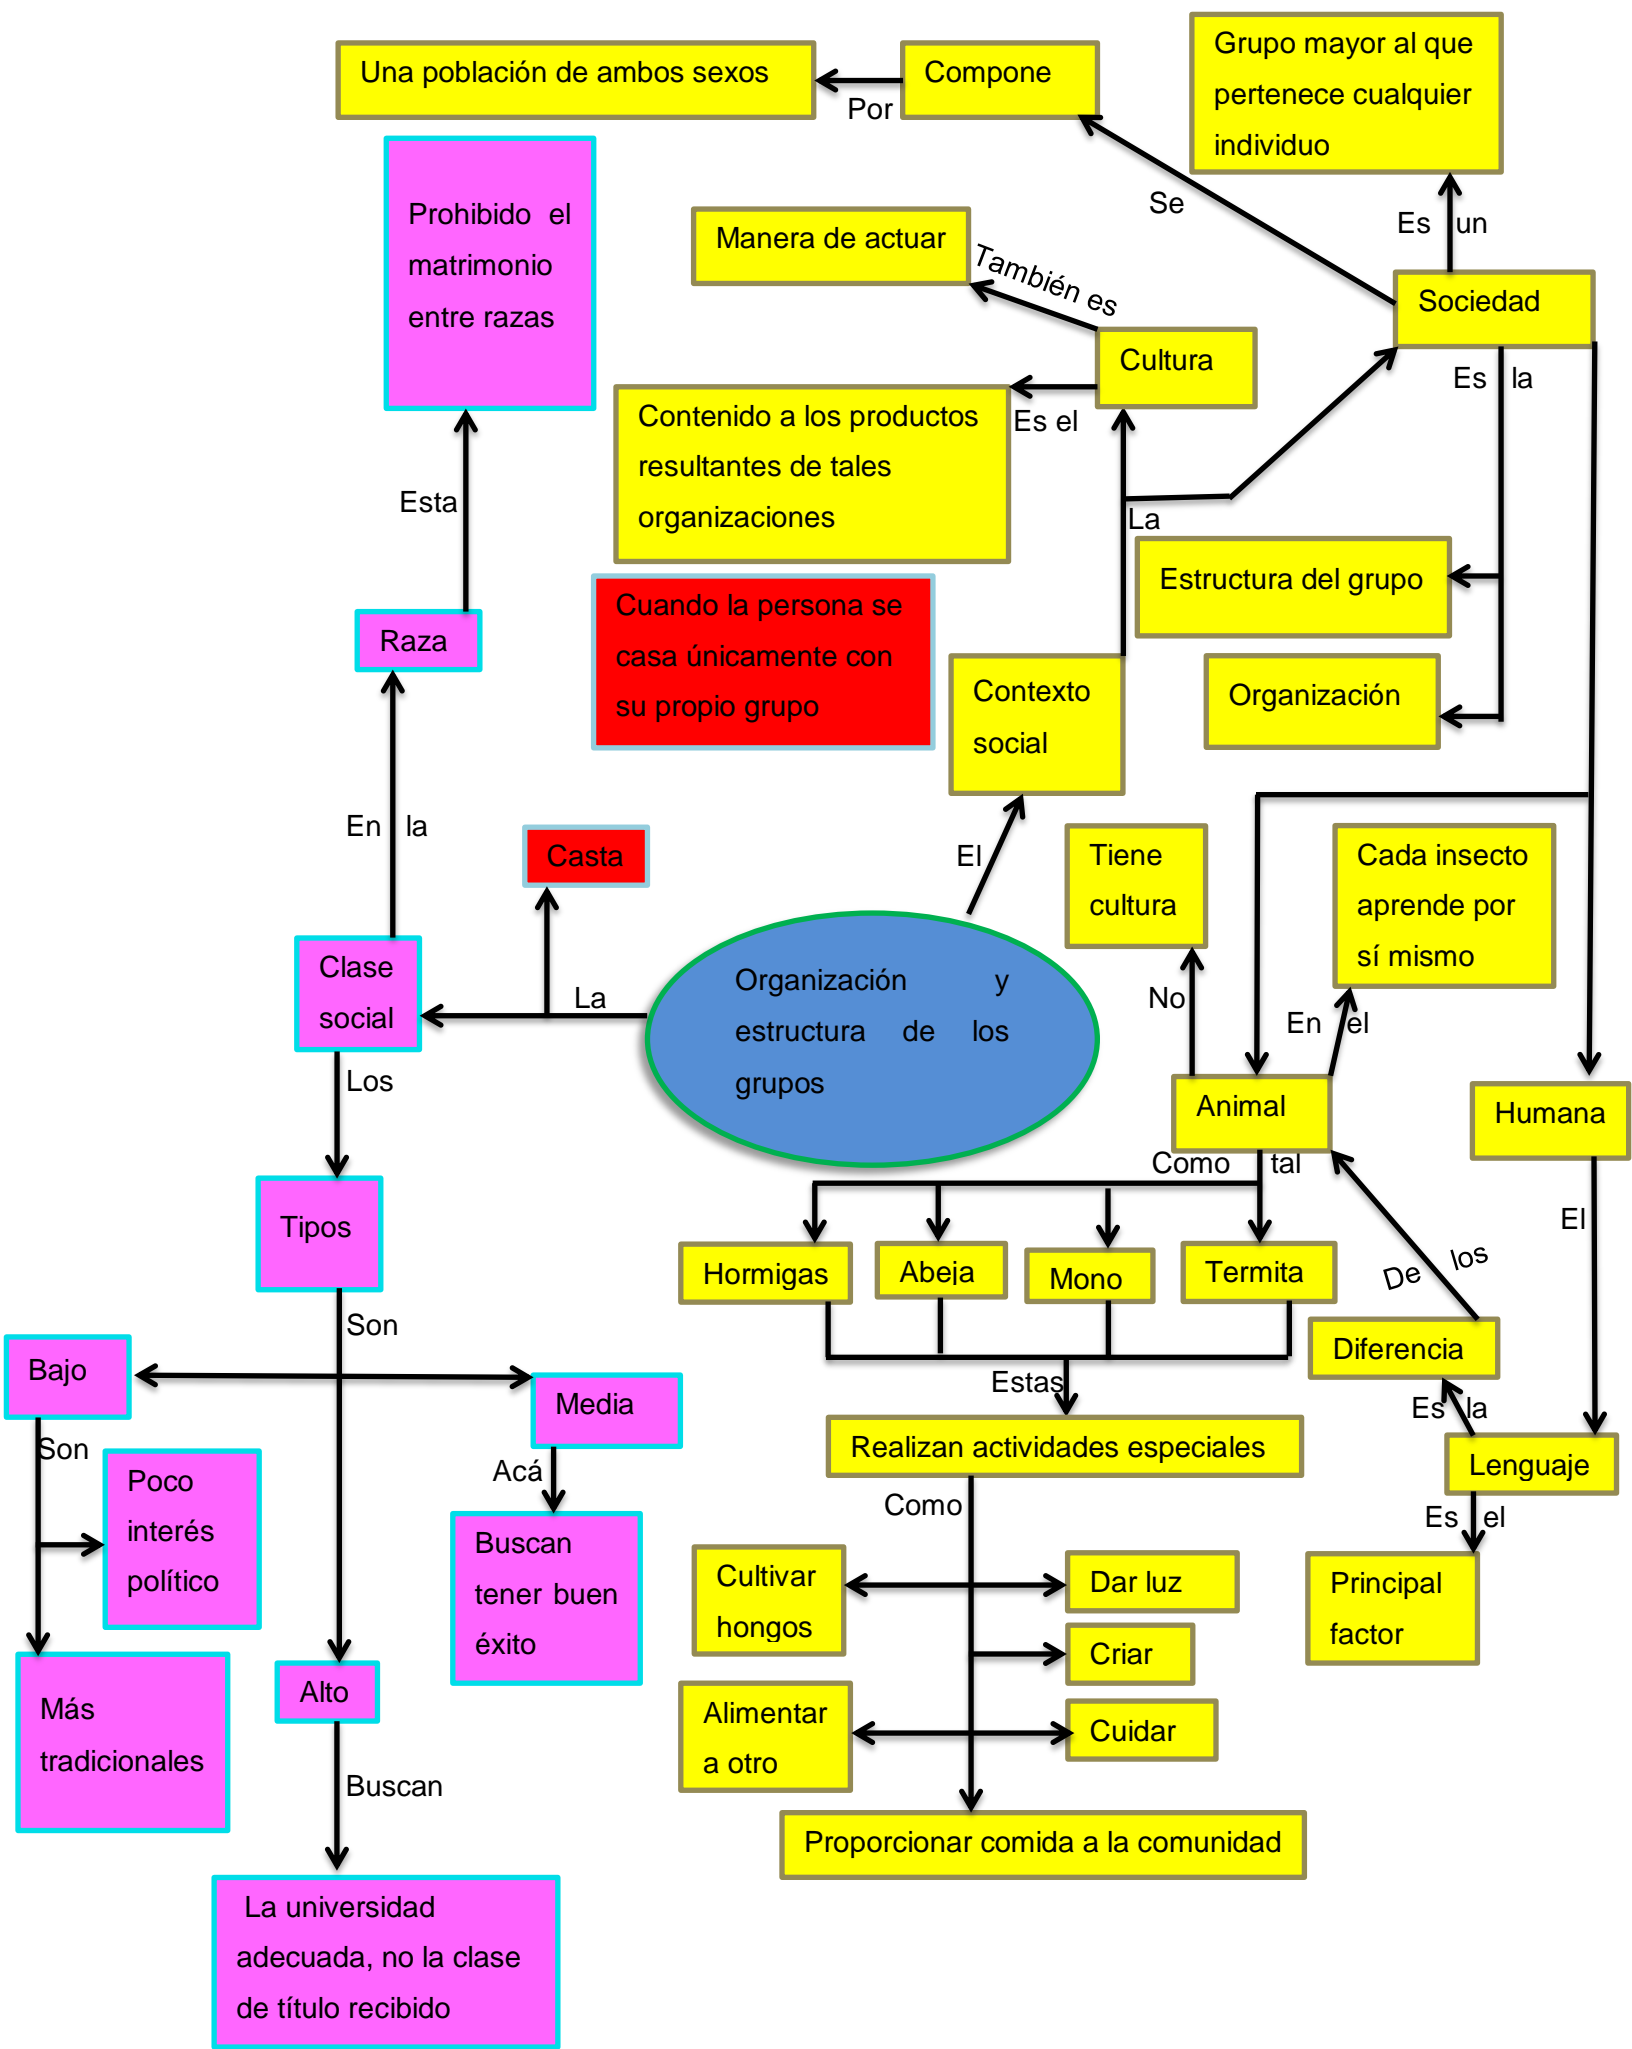 Una población de ambos sexos
Por
Compone
Grupo mayor al que
pertenece cualquier
individuo
Se
Es un
Prohibido el
matrimonio
entre razas
Manera de actuar
También es
Sociedad
Cultura
Es el
Es la
Contenido a los productos
resultantes de tales
organizaciones
Esta
La
Estructura del grupo
Cuando la persona se
casa únicamente con
su propio grupo
Raza
Contexto
social
Organización
En la
Casta
El
Tiene
cultura
Cada insecto
aprende por
sí mismo
Clase
social
La
Organización y
estructura de los
grupos
No
En el
Los
Animal
Humana
Como tal
Tipos
El
Hormigas
Abeja
Mono
Termita
De los
Son
Bajo
Diferencia
Media
Estas
Es la
Son
Acá
Realizan actividades especiales
Lenguaje
Poco
interés
político
Como
Es el
Buscan
tener buen
éxito
Cultivar
hongos
Dar luz
Principal
factor
Criar
Más
tradicionales
Alto
Alimentar
a otro
Cuidar
Buscan
Proporcionar comida a la comunidad
La universidad
adecuada, no la clase
de título recibido